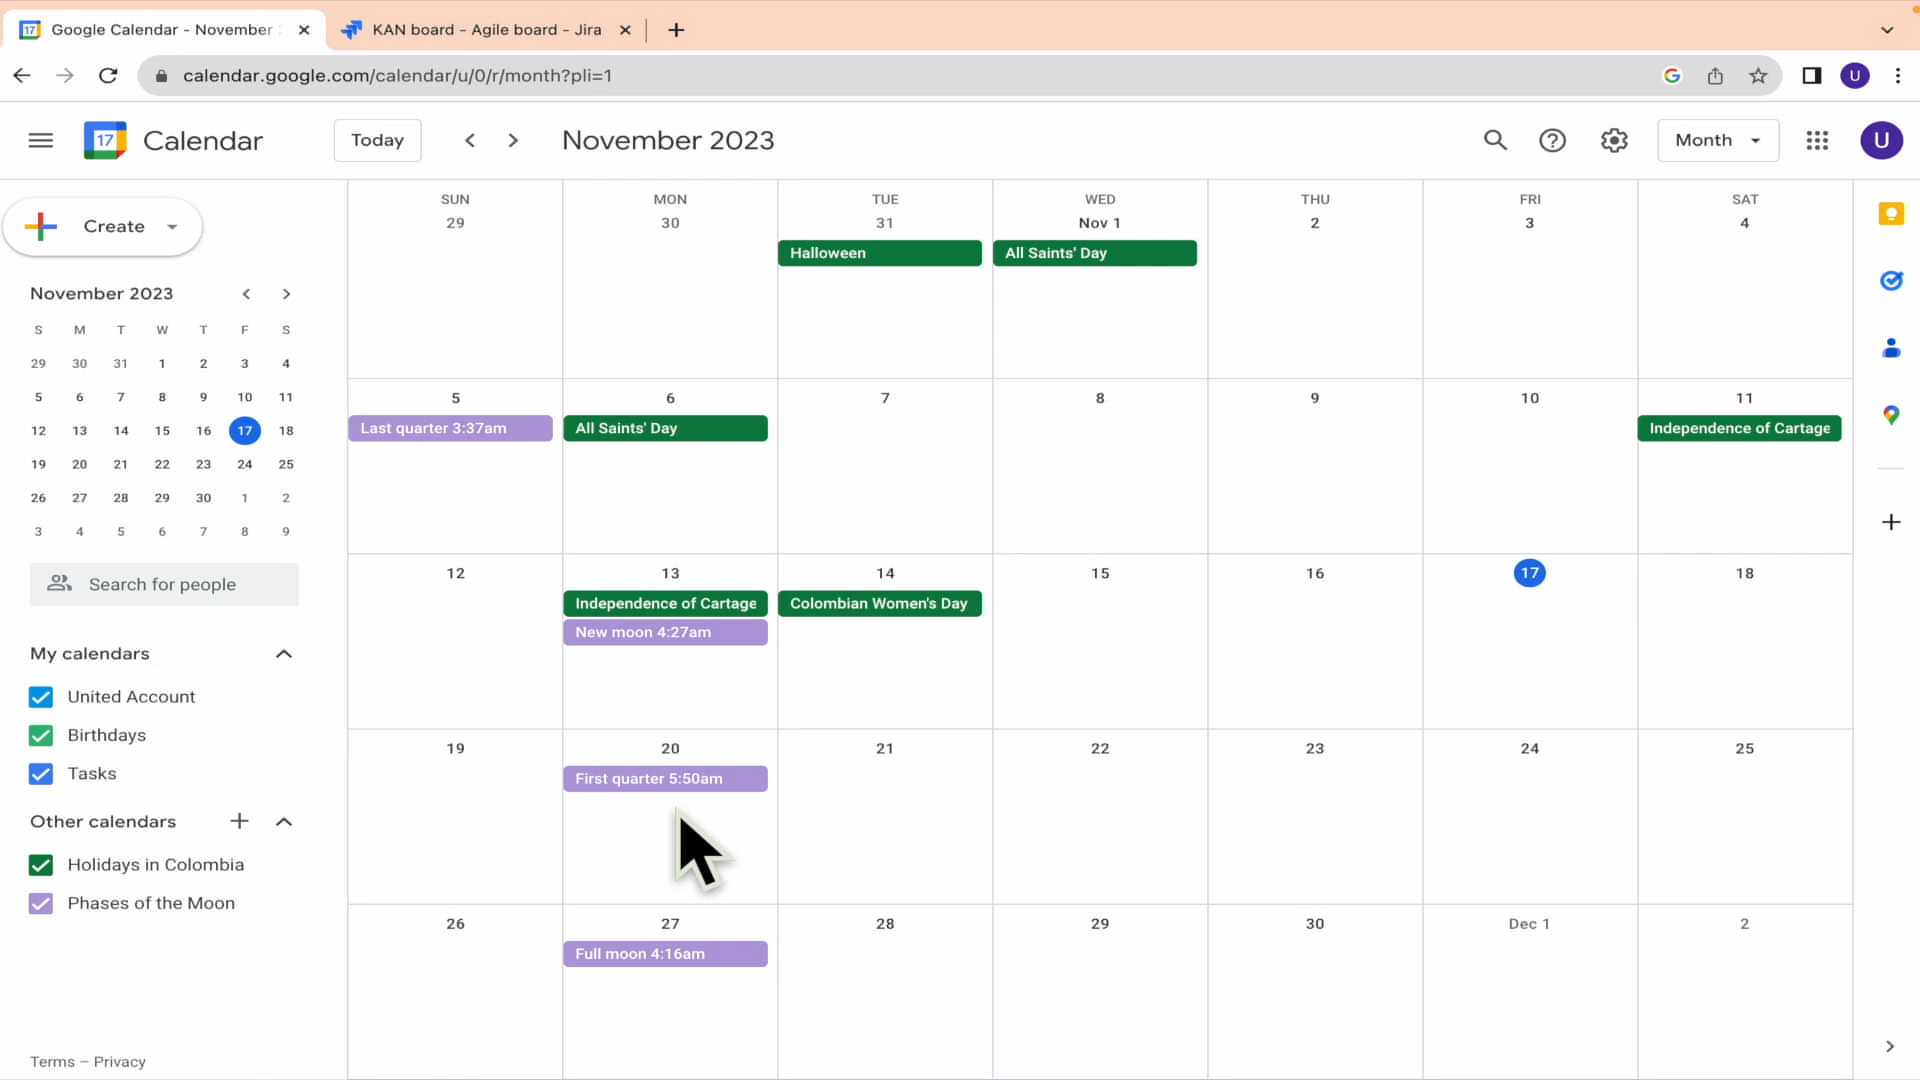 Google Calendar - November
KAN board - Agile board - Jira
calendar.google.com/calendar/u/0/r/month?pli=1
U
17
Calendar
Today
November 2023
Month
U
Create
November 2023
S M T W T F S
29 30 31 1 2 3 4
5 6 7 8 9 10 11
12 13 14 15 16 17 18
19 20 21 22 23 24 25
26 27 28 29 30 1 2
3 4 5 6 7 8 9
Search for people
My calendars
United Account
Birthdays
Tasks
Other calendars
Holidays in Colombia
Phases of the Moon
Terms – Privacy
SUN MON TUE WED THU FRI SAT
29 30 31 Nov 1 2 3 4
Halloween
All Saints' Day
5 6 7 8 9 10 11
Last quarter 3:37am
All Saints' Day
Independence of Cartage
12 13 14 15 16 17 18
Independence of Cartage
Colombian Women's Day
New moon 4:27am
19 20 21 22 23 24 25
First quarter 5:50am
26 27 28 29 30 Dec 1 2
Full moon 4:16am